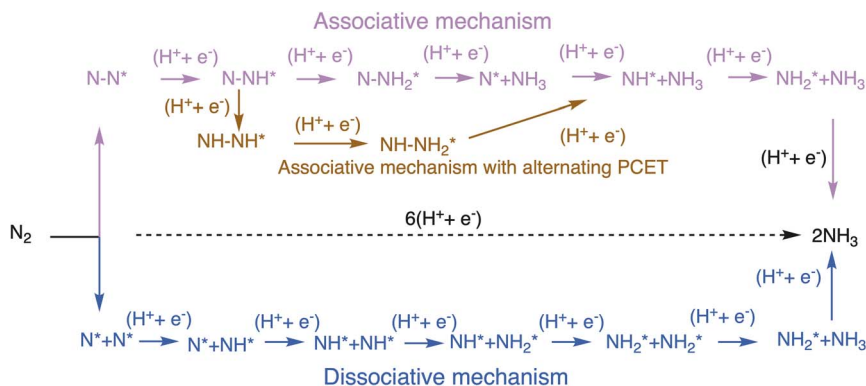 Associative mechanism
(H⁺+ e⁻) (H⁺+ e⁻) (H⁺+ e⁻) (H⁺+ e⁻) (H⁺+ e⁻)
N-N* N-NH* N-NH₂* N*+NH₃ NH*+NH₃ NH₂*+NH₃
(H⁺+ e⁻) (H⁺+ e⁻) (H⁺+ e⁻)
NH-NH* NH-NH₂*
Associative mechanism with alternating PCET
(H⁺+ e⁻)
6(H⁺+ e⁻)
N₂ 2NH₃
(H⁺+ e⁻)
(H⁺+ e⁻) (H⁺+ e⁻) (H⁺+ e⁻) (H⁺+ e⁻) (H⁺+ e⁻)
N*+N* N*+NH* NH*+NH* NH*+NH₂* NH₂*+NH₂* NH₂*+NH₃
Dissociative mechanism